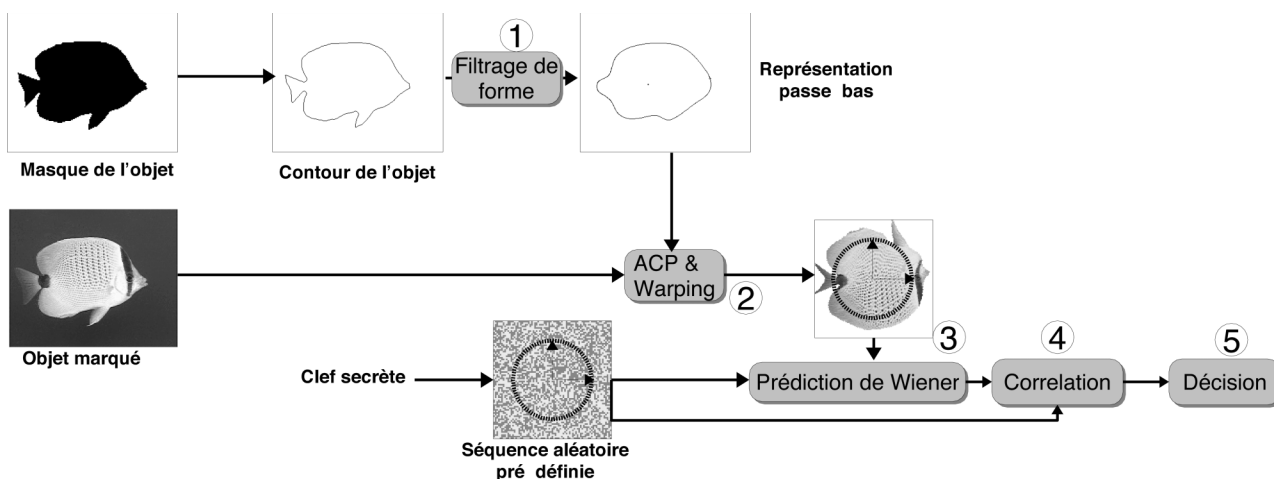 1
Filtrage de
forme
Représentation
passe bas
Masque de l'objet
Contour de l'objet
ACP &
Warping
2
Objet marqué
3
4
5
Clef secrète
Prédiction de Wiener
Correlation
Décision
Séquence aléatoire
pré définie